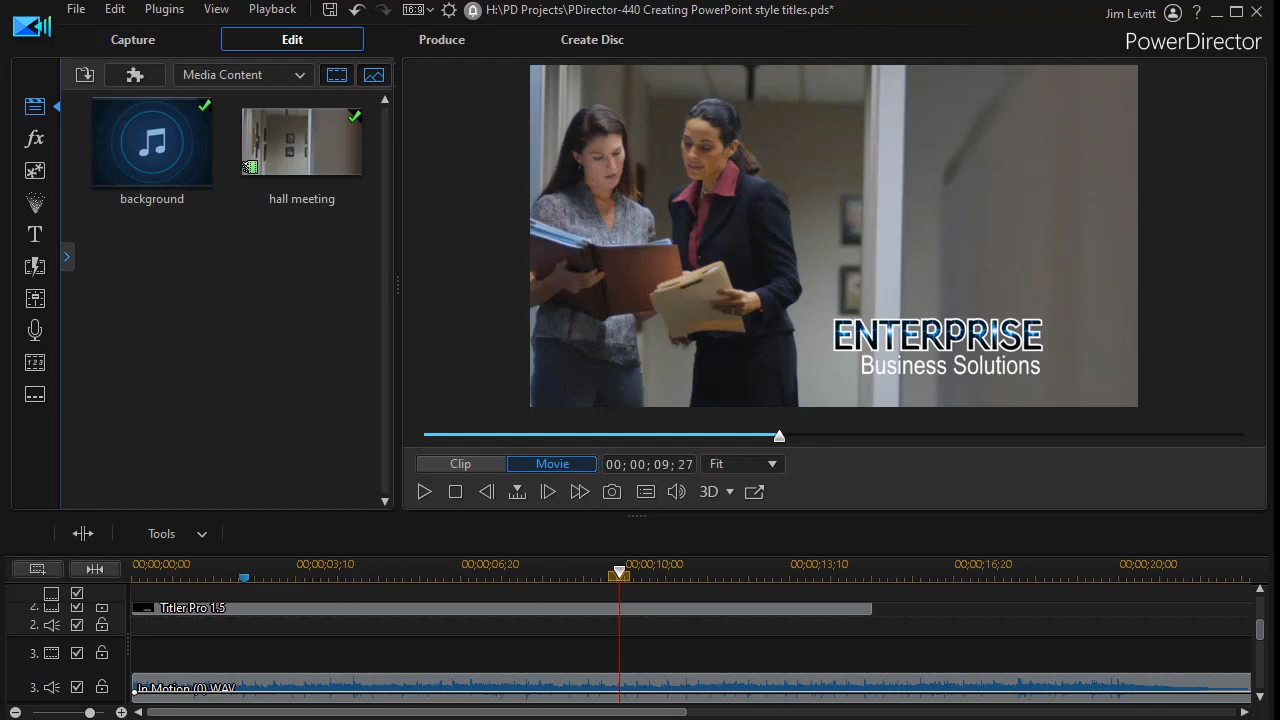 File Edit Plugins View Playback
16:9
H:\PD Projects\PDirector-440 Creating PowerPoint style titles.pds*
Jim Levitt
?
Capture
Edit
Produce
Create Disc
PowerDirector
Media Content
background
hall meeting
fx
T
ENTERPRISE
Business Solutions
Clip
Movie
00; 00; 09; 27
Fit
3D
Tools
00;00;00;00
00;00;03;10
00;00;06;20
00;00;10;00
00;00;13;10
00;00;16;20
00;00;20;00
2.
Titler Pro 1.5
2.
3.
3.
In Motion (0).WAV